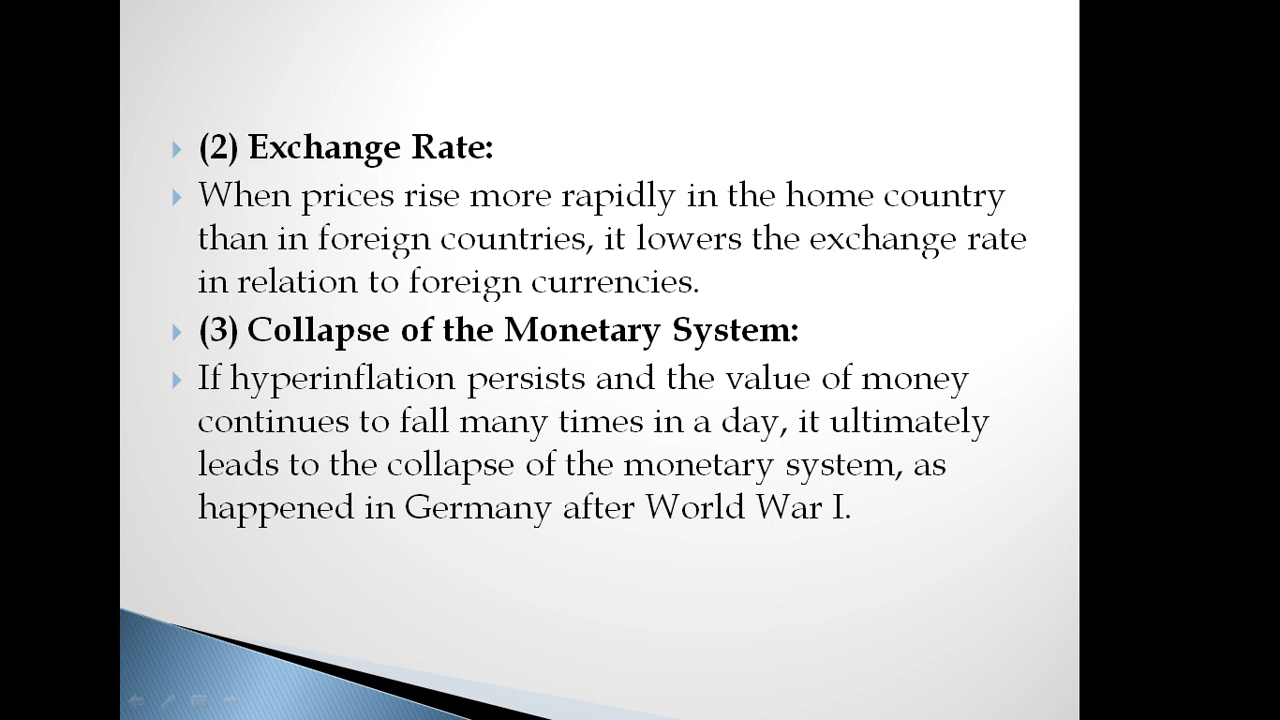 (2) Exchange Rate:
When prices rise more rapidly in the home country
than in foreign countries, it lowers the exchange rate
in relation to foreign currencies.
(3) Collapse of the Monetary System:
If hyperinflation persists and the value of money
continues to fall many times in a day, it ultimately
leads to the collapse of the monetary system, as
happened in Germany after World War I.